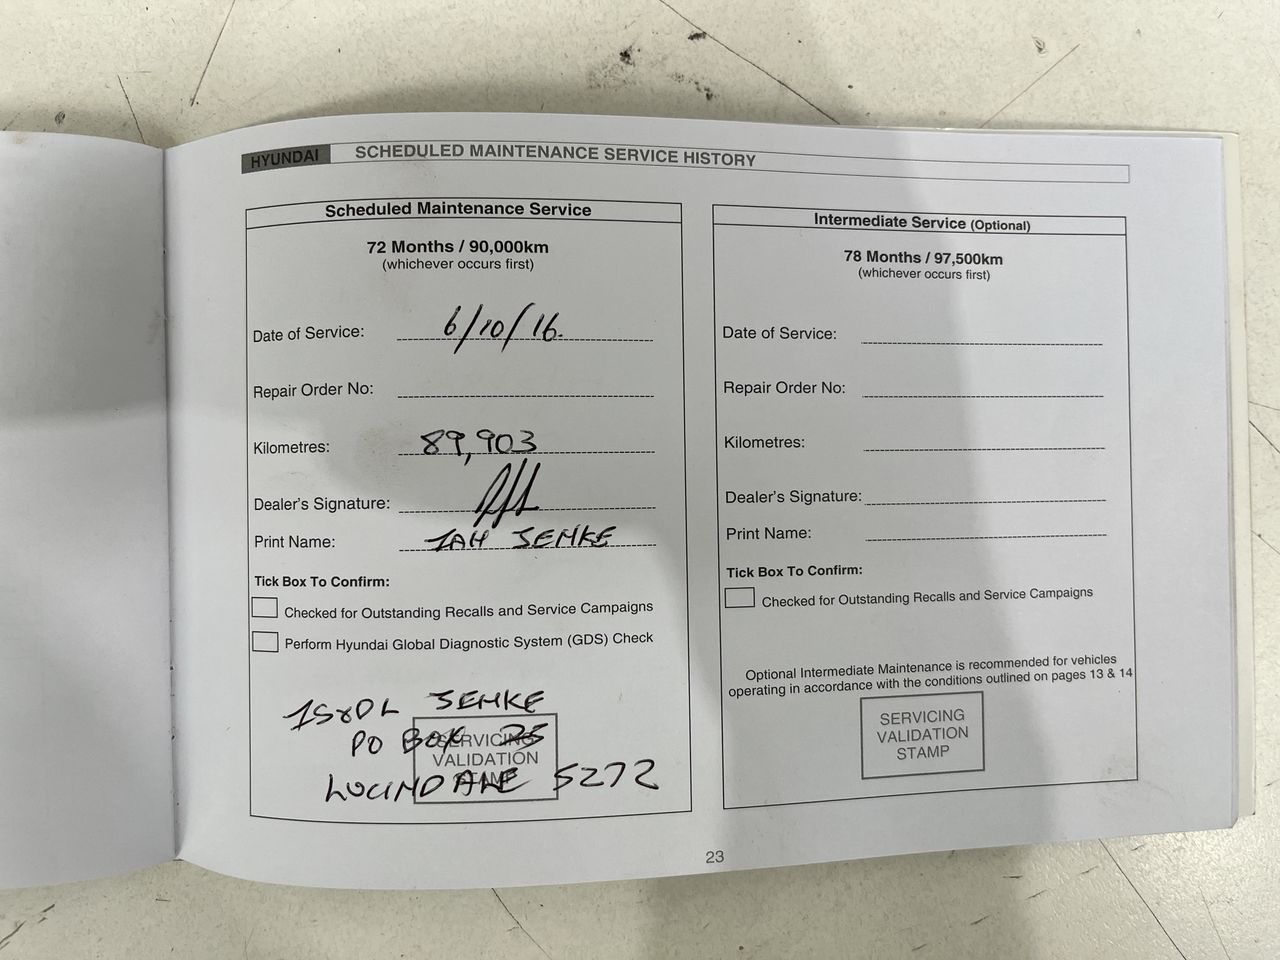 HYUNDAI SCHEDULED MAINTENANCE SERVICE HISTORY
Scheduled Maintenance Service
72 Months / 90,000km
(whichever occurs first)
Date of Service: 6/10/16.
Repair Order No:
Kilometres: 89,903
Dealer's Signature:
Print Name: IAN SEMKE
Tick Box To Confirm:
Checked for Outstanding Recalls and Service Campaigns
Perform Hyundai Global Diagnostic System (GDS) Check
SEMKE
PO BOX 25
LUCINDALE 5272
SERVICING
VALIDATION
STAMP
Intermediate Service (Optional)
78 Months / 97,500km
(whichever occurs first)
Date of Service:
Repair Order No:
Kilometres:
Dealer's Signature:
Print Name:
Tick Box To Confirm:
Checked for Outstanding Recalls and Service Campaigns
Optional Intermediate Maintenance is recommended for vehicles
operating in accordance with the conditions outlined on pages 13 & 14
SERVICING
VALIDATION
STAMP
23